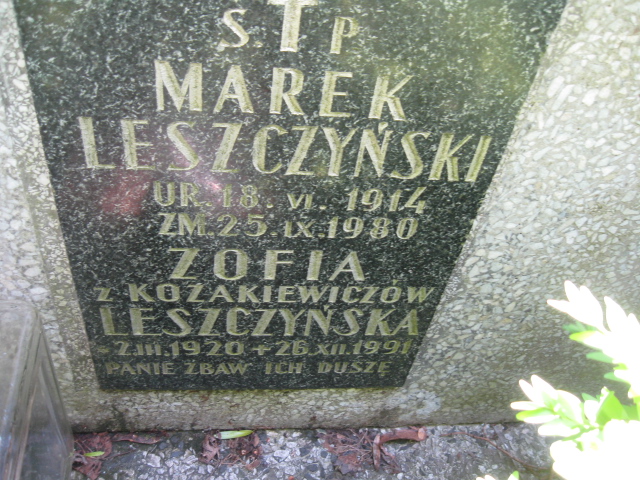 Ś.†P
MAREK
LESZCZYŃSKI
UR. 18. VI. 1914
ZM. 25. IX. 1980
ZOFIA
Z KOZAKIEWICZÓW
LESZCZYŃSKA
* 2.III.1920 + 26.XII.1991
PANIE ZBAW ICH DUSZĘ